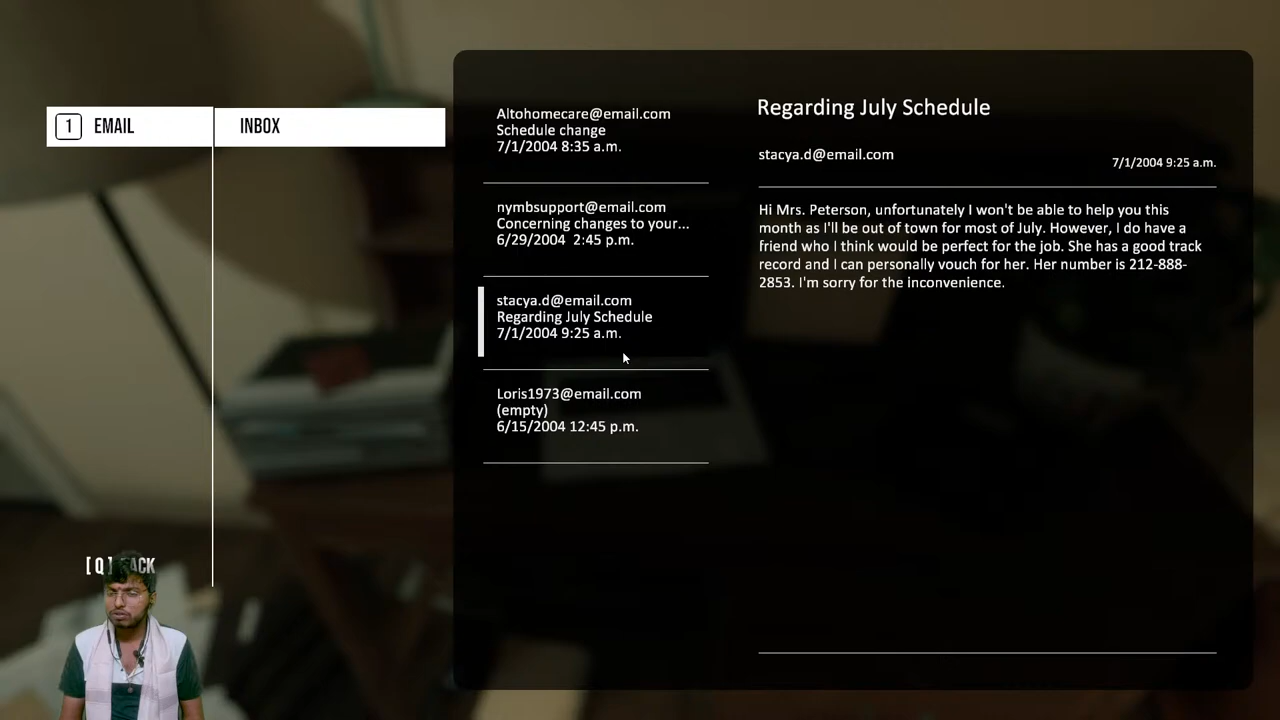 1 EMAIL
INBOX
[Q] BACK
Altohomecare@email.com
Schedule change
7/1/2004 8:35 a.m.
nymbsupport@email.com
Concerning changes to your...
6/29/2004  2:45 p.m.
stacya.d@email.com
Regarding July Schedule
7/1/2004 9:25 a.m.
Loris1973@email.com
(empty)
6/15/2004 12:45 p.m.
Regarding July Schedule
stacya.d@email.com
7/1/2004 9:25 a.m.
Hi Mrs. Peterson, unfortunately I won't be able to help you this
month as I'll be out of town for most of July. However, I do have a
friend who I think would be perfect for the job. She has a good track
record and I can personally vouch for her. Her number is 212-888-
2853. I'm sorry for the inconvenience.